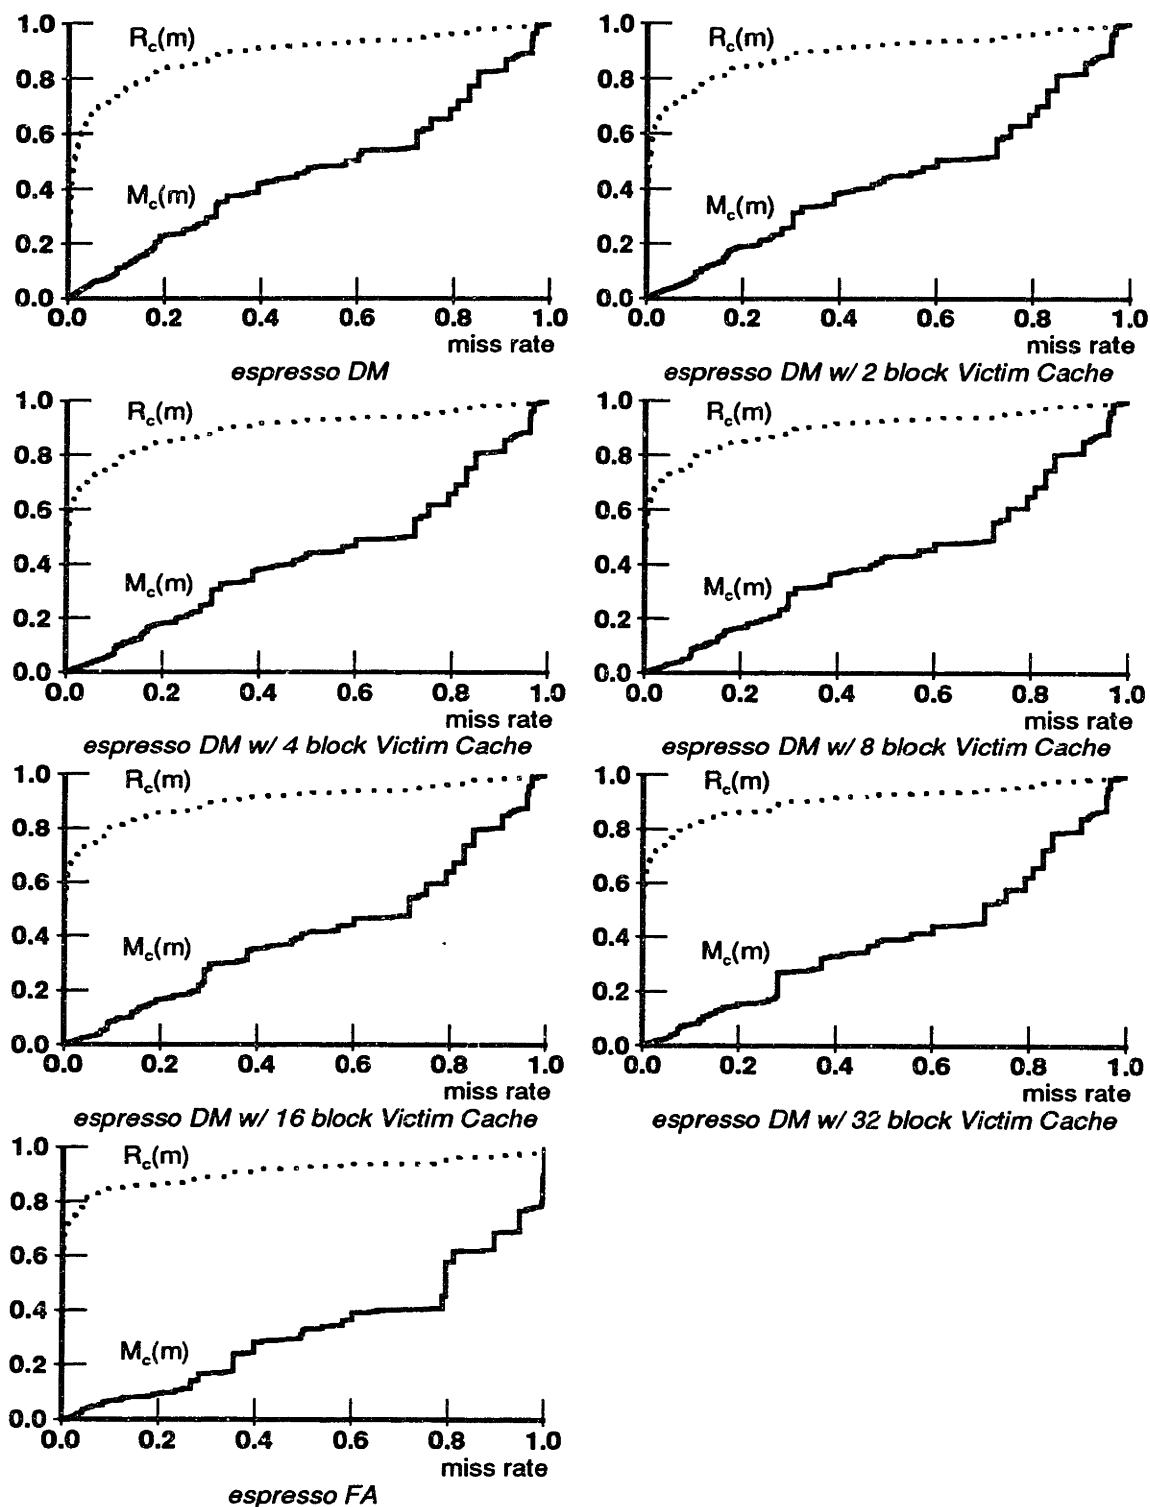 1.0
R_c(m)
0.8
0.6
M_c(m)
0.4
0.2
0.0
0.0 0.2 0.4 0.6 0.8 1.0
miss rate
espresso DM
1.0
R_c(m)
0.8
0.6
0.4
M_c(m)
0.2
0.0
0.0 0.2 0.4 0.6 0.8 1.0
miss rate
espresso DM w/ 2 block Victim Cache
1.0
R_c(m)
0.8
0.6
0.4
M_c(m)
0.2
0.0
0.0 0.2 0.4 0.6 0.8 1.0
miss rate
espresso DM w/ 4 block Victim Cache
1.0
R_c(m)
0.8
0.6
0.4
M_c(m)
0.2
0.0
0.0 0.2 0.4 0.6 0.8 1.0
miss rate
espresso DM w/ 8 block Victim Cache
1.0
R_c(m)
0.8
0.6
0.4
M_c(m)
0.2
0.0
0.0 0.2 0.4 0.6 0.8 1.0
miss rate
espresso DM w/ 16 block Victim Cache
1.0
R_c(m)
0.8
0.6
0.4
M_c(m)
0.2
0.0
0.0 0.2 0.4 0.6 0.8 1.0
miss rate
espresso DM w/ 32 block Victim Cache
1.0
R_c(m)
0.8
0.6
0.4
M_c(m)
0.2
0.0
0.0 0.2 0.4 0.6 0.8 1.0
miss rate
espresso FA